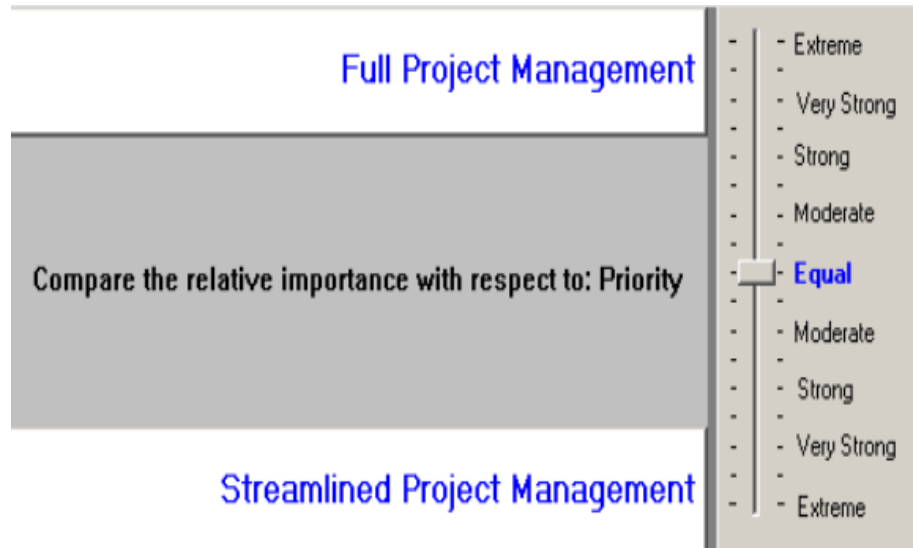 Full Project Management
Compare the relative importance with respect to: Priority
Streamlined Project Management
Extreme
Very Strong
Strong
Moderate
Equal
Moderate
Strong
Very Strong
Extreme